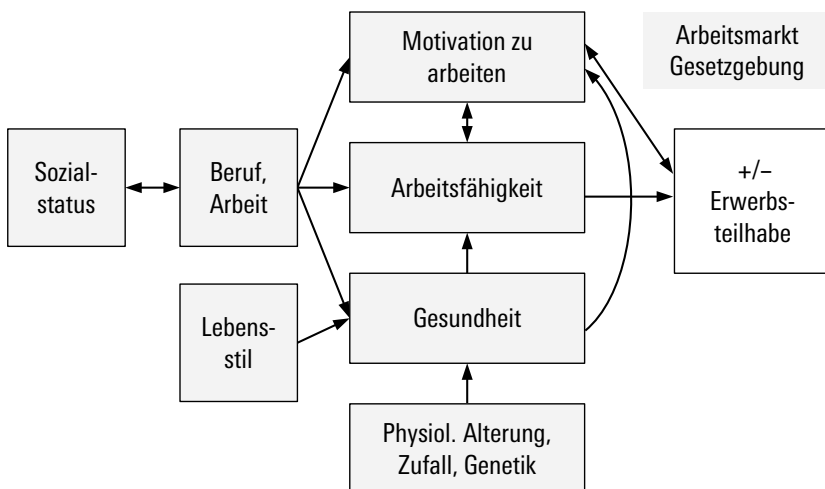 Motivation zu
arbeiten
Arbeitsmarkt
Gesetzgebung
Sozial-
status
Beruf,
Arbeit
Arbeitsfähigkeit
+/–
Erwerbs-
teilhabe
Lebens-
stil
Gesundheit
Physiol. Alterung,
Zufall, Genetik